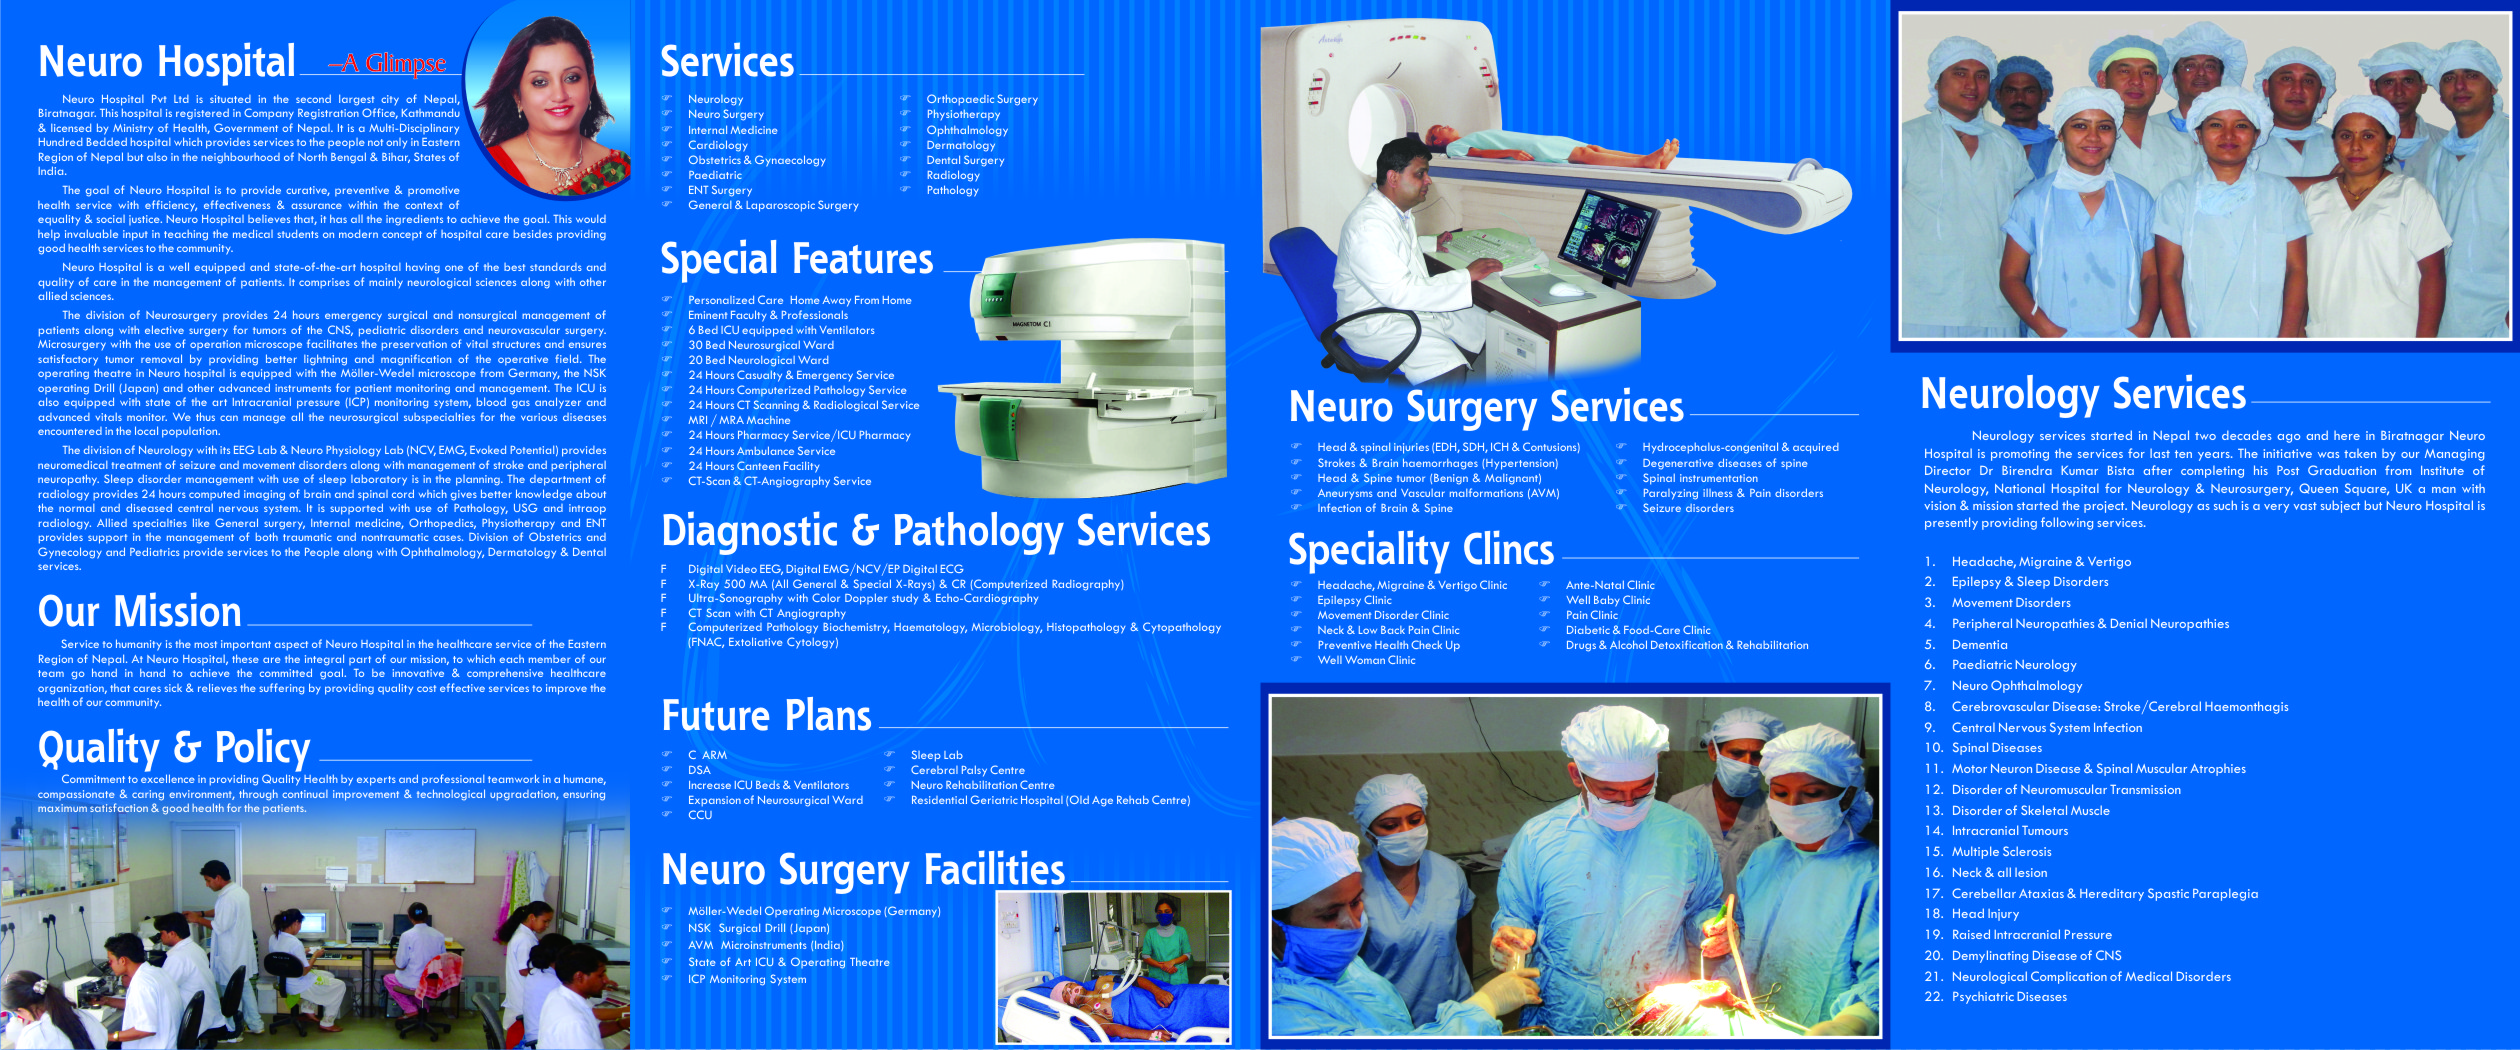 Neuro Hospital
–A Glimpse
Neuro Hospital Pvt Ltd is situated in the second largest city of Nepal,
Biratnagar. This hospital is registered in Company Registration Office, Kathmandu
& licensed by Ministry of Health, Government of Nepal. It is a Multi-Disciplinary
Hundred Bedded hospital which provides services to the people not only in Eastern
Region of Nepal but also in the neighbourhood of North Bengal & Bihar, States of
India.
The goal of Neuro Hospital is to provide curative, preventive & promotive
health service with efficiency, effectiveness & assurance within the context of
equality & social justice. Neuro Hospital believes that, it has all the ingredients to achieve the goal. This would
help invaluable input in teaching the medical students on modern concept of hospital care besides providing
good health services to the community.
Neuro Hospital is a well equipped and state-of-the-art hospital having one of the best standards and
quality of care in the management of patients. It comprises of mainly neurological sciences along with other
allied sciences.
The division of Neurosurgery provides 24 hours emergency surgical and nonsurgical management of
patients along with elective surgery for tumors of the CNS, pediatric disorders and neurovascular surgery.
Microsurgery with the use of operation microscope facilitates the preservation of vital structures and ensures
satisfactory tumor removal by providing better lightning and magnification of the operative field. The
operating theatre in Neuro hospital is equipped with the Möller-Wedel microscope from Germany, the NSK
operating Drill (Japan) and other advanced instruments for patient monitoring and management. The ICU is
also equipped with state of the art Intracranial pressure (ICP) monitoring system, blood gas analyzer and
advanced vitals monitor. We thus can manage all the neurosurgical subspecialties for the various diseases
encountered in the local population.
The division of Neurology with its EEG Lab & Neuro Physiology Lab (NCV, EMG, Evoked Potential) provides
neuromedical treatment of seizure and movement disorders along with management of stroke and peripheral
neuropathy. Sleep disorder management with use of sleep laboratory is in the planning. The department of
radiology provides 24 hours computed imaging of brain and spinal cord which gives better knowledge about
the normal and diseased central nervous system. It is supported with use of Pathology, USG and intraop
radiology. Allied specialties like General surgery, Internal medicine, Orthopedics, Physiotherapy and ENT
provides support in the management of both traumatic and nontraumatic cases. Division of Obstetrics and
Gynecology and Pediatrics provide services to the People along with Ophthalmology, Dermatology & Dental
services.
Our Mission
Service to humanity is the most important aspect of Neuro Hospital in the healthcare service of the Eastern
Region of Nepal. At Neuro Hospital, these are the integral part of our mission, to which each member of our
team go hand in hand to achieve the committed goal. To be innovative & comprehensive healthcare
organization, that cares sick & relieves the suffering by providing quality cost effective services to improve the
health of our community.
Quality & Policy
Commitment to excellence in providing Quality Health by experts and professional teamwork in a humane,
compassionate & caring environment, through continual improvement & technological upgradation, ensuring
maximum satisfaction & good health for the patients.
Services
Neurology
Neuro Surgery
Internal Medicine
Cardiology
Obstetrics & Gynaecology
Paediatric
ENT Surgery
General & Laparoscopic Surgery
Orthopaedic Surgery
Physiotherapy
Ophthalmology
Dermatology
Dental Surgery
Radiology
Pathology
Special Features
Personalized Care Home Away From Home
Eminent Faculty & Professionals
6 Bed ICU equipped with Ventilators
30 Bed Neurosurgical Ward
20 Bed Neurological Ward
24 Hours Casualty & Emergency Service
24 Hours Computerized Pathology Service
24 Hours CT Scanning & Radiological Service
MRI / MRA Machine
24 Hours Pharmacy Service/ICU Pharmacy
24 Hours Ambulance Service
24 Hours Canteen Facility
CT-Scan & CT-Angiography Service
MAGNETOM C!
Diagnostic & Pathology Services
F Digital Video EEG, Digital EMG/NCV/EP Digital ECG
F X-Ray 500 MA (All General & Special X-Rays) & CR (Computerized Radiography)
F Ultra-Sonography with Color Doppler study & Echo-Cardiography
F CT Scan with CT Angiography
F Computerized Pathology Biochemistry, Haematology, Microbiology, Histopathology & Cytopathology
(FNAC, Extoliative Cytology)
Future Plans
C ARM
DSA
Increase ICU Beds & Ventilators
Expansion of Neurosurgical Ward
CCU
Sleep Lab
Cerebral Palsy Centre
Neuro Rehabilitation Centre
Residential Geriatric Hospital (Old Age Rehab Centre)
Neuro Surgery Facilities
Möller-Wedel Operating Microscope (Germany)
NSK Surgical Drill (Japan)
AVM Microinstruments (India)
State of Art ICU & Operating Theatre
ICP Monitoring System
Neuro Surgery Services
Head & spinal injuries (EDH, SDH, ICH & Contusions)
Strokes & Brain haemorrhages (Hypertension)
Head & Spine tumor (Benign & Malignant)
Aneurysms and Vascular malformations (AVM)
Infection of Brain & Spine
Hydrocephalus-congenital & acquired
Degenerative diseases of spine
Spinal instrumentation
Paralyzing illness & Pain disorders
Seizure disorders
Speciality Clincs
Headache, Migraine & Vertigo Clinic
Epilepsy Clinic
Movement Disorder Clinic
Neck & Low Back Pain Clinic
Preventive Health Check Up
Well Woman Clinic
Ante-Natal Clinic
Well Baby Clinic
Pain Clinic
Diabetic & Food-Care Clinic
Drugs & Alcohol Detoxification & Rehabilitation
Neurology Services
Neurology services started in Nepal two decades ago and here in Biratnagar Neuro
Hospital is promoting the services for last ten years. The initiative was taken by our Managing
Director Dr Birendra Kumar Bista after completing his Post Graduation from Institute of
Neurology, National Hospital for Neurology & Neurosurgery, Queen Square, UK a man with
vision & mission started the project. Neurology as such is a very vast subject but Neuro Hospital is
presently providing following services.
1. Headache, Migraine & Vertigo
2. Epilepsy & Sleep Disorders
3. Movement Disorders
4. Peripheral Neuropathies & Denial Neuropathies
5. Dementia
6. Paediatric Neurology
7. Neuro Ophthalmology
8. Cerebrovascular Disease: Stroke/Cerebral Haemonthagis
9. Central Nervous System Infection
10. Spinal Diseases
11. Motor Neuron Disease & Spinal Muscular Atrophies
12. Disorder of Neuromuscular Transmission
13. Disorder of Skeletal Muscle
14. Intracranial Tumours
15. Multiple Sclerosis
16. Neck & all lesion
17. Cerebellar Ataxias & Hereditary Spastic Paraplegia
18. Head Injury
19. Raised Intracranial Pressure
20. Demylinating Disease of CNS
21. Neurological Complication of Medical Disorders
22. Psychiatric Diseases